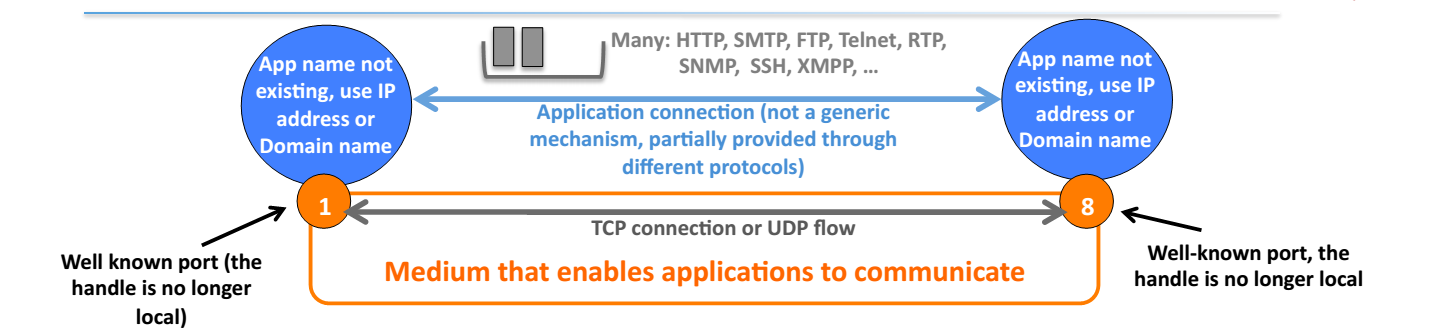 Many: HTTP, SMTP, FTP, Telnet, RTP,
SNMP, SSH, XMPP, ...
App name not
existing, use IP
address or
Domain name
App name not
existing, use IP
address or
Domain name
Application connection (not a generic
mechanism, partially provided through
different protocols)
1
8
TCP connection or UDP flow
Well known port (the
handle is no longer
local)
Medium that enables applications to communicate
Well-known port, the
handle is no longer local